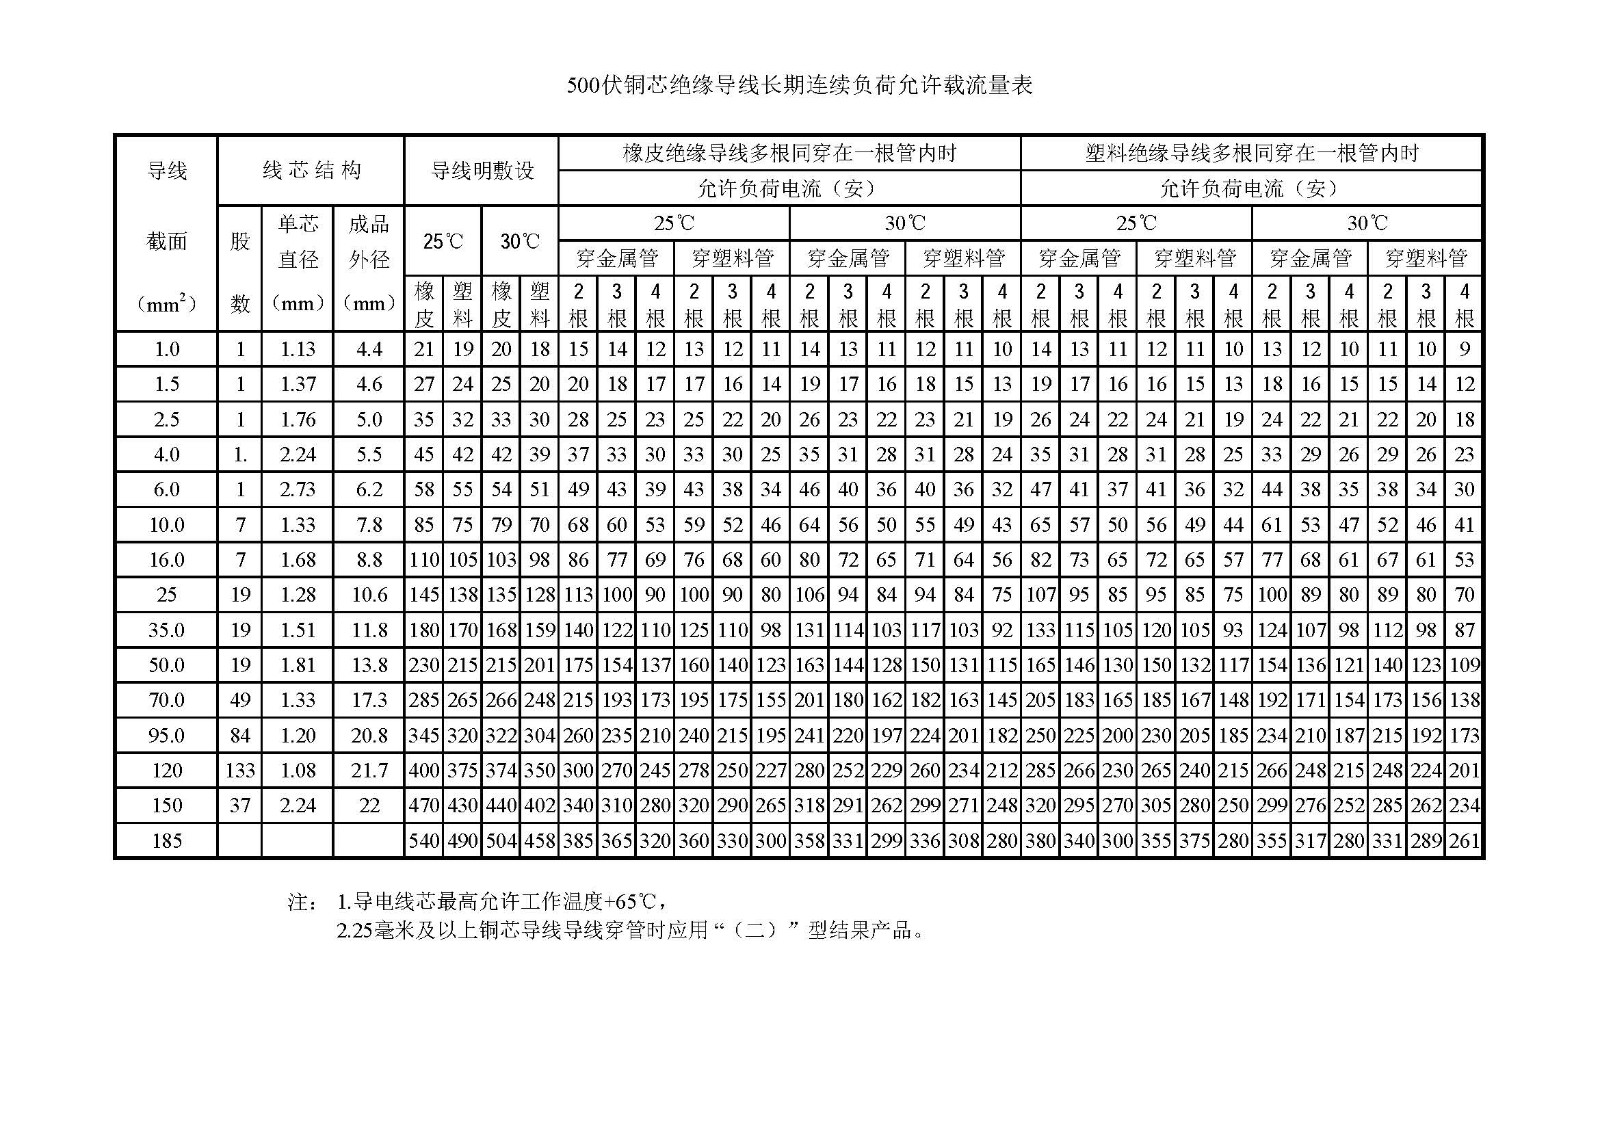 500伏铜芯绝缘导线长期连续负荷允许载流量表
导线 线芯结构 导线明敷设 橡皮绝缘导线多根同穿在一根管内时 塑料绝缘导线多根同穿在一根管内时
允许负荷电流（安） 允许负荷电流（安）
截面 股 单芯 成品 25℃ 30℃ 25℃ 30℃ 25℃ 30℃
直径 外径 穿金属管 穿塑料管 穿金属管 穿塑料管 穿金属管 穿塑料管 穿金属管 穿塑料管
（mm²） 数 （mm） （mm） 橡皮 塑料 橡皮 塑料 2根 3根 4根 2根 3根 4根 2根 3根 4根 2根 3根 4根 2根 3根 4根 2根 3根 4根 2根 3根 4根 2根 3根 4根
1.0 1 1.13 4.4 21 19 20 18 15 14 12 13 12 11 14 13 11 12 11 10 14 13 11 12 11 10 13 12 10 11 10 9
1.5 1 1.37 4.6 27 24 25 20 20 18 17 17 16 14 19 17 16 18 15 13 19 17 16 16 15 13 18 16 15 15 14 12
2.5 1 1.76 5.0 35 32 33 30 28 25 23 25 22 20 26 23 22 23 21 19 26 24 22 24 21 19 24 22 21 22 20 18
4.0 1. 2.24 5.5 45 42 42 39 37 33 30 33 30 25 35 31 28 31 28 24 35 31 28 31 28 25 33 29 26 29 26 23
6.0 1 2.73 6.2 58 55 54 51 49 43 39 43 38 34 46 40 36 40 36 32 47 41 37 41 36 32 44 38 35 38 34 30
10.0 7 1.33 7.8 85 75 79 70 68 60 53 59 52 46 64 56 50 55 49 43 65 57 50 56 49 44 61 53 47 52 46 41
16.0 7 1.68 8.8 110 105 103 98 86 77 69 76 68 60 80 72 65 71 64 56 82 73 65 72 65 57 77 68 61 67 61 53
25 19 1.28 10.6 145 138 135 128 113 100 90 100 90 80 106 94 84 94 84 75 107 95 85 95 85 75 100 89 80 89 80 70
35.0 19 1.51 11.8 180 170 168 159 140 122 110 125 110 98 131 114 103 117 103 92 133 115 105 120 105 93 124 107 98 112 98 87
50.0 19 1.81 13.8 230 215 215 201 175 154 137 160 140 123 163 144 128 150 131 115 165 146 130 150 132 117 154 136 121 140 123 109
70.0 49 1.33 17.3 285 265 266 248 215 193 173 195 175 155 201 180 162 182 163 145 205 183 165 185 167 148 192 171 154 173 156 138
95.0 84 1.20 20.8 345 320 322 304 260 235 210 240 215 195 241 220 197 224 201 182 250 225 200 230 205 185 234 210 187 215 192 173
120 133 1.08 21.7 400 375 374 350 300 270 245 278 250 227 280 252 229 260 234 212 285 266 230 265 240 215 266 248 215 248 224 201
150 37 2.24 22 470 430 440 402 340 310 280 320 290 265 318 291 262 299 271 248 320 295 270 305 280 250 299 276 252 285 262 234
185 540 490 504 458 385 365 320 360 330 300 358 331 299 336 308 280 380 340 300 355 375 280 355 317 280 331 289 261
注： 1.导电线芯最高允许工作温度+65℃，
2.25毫米及以上铜芯导线导线穿管时应用“（二）”型结果产品。